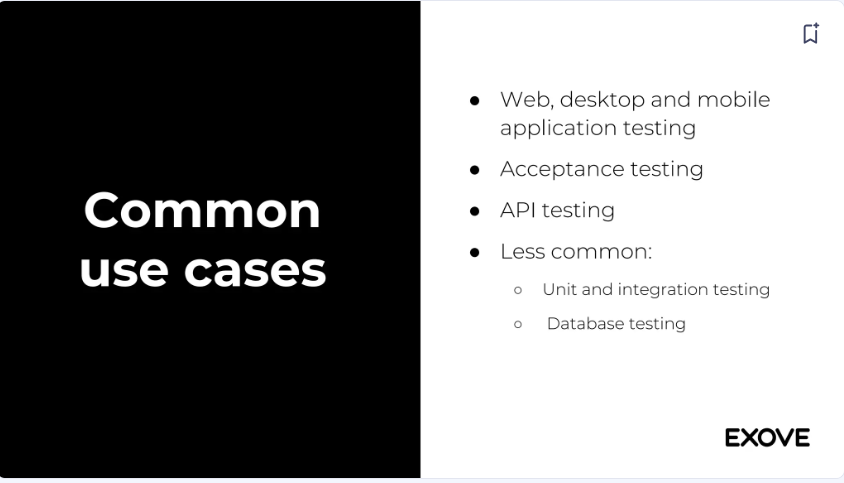 Common
use cases
● Web, desktop and mobile
application testing
● Acceptance testing
● API testing
● Less common:
○ Unit and integration testing
○ Database testing
EXOVE